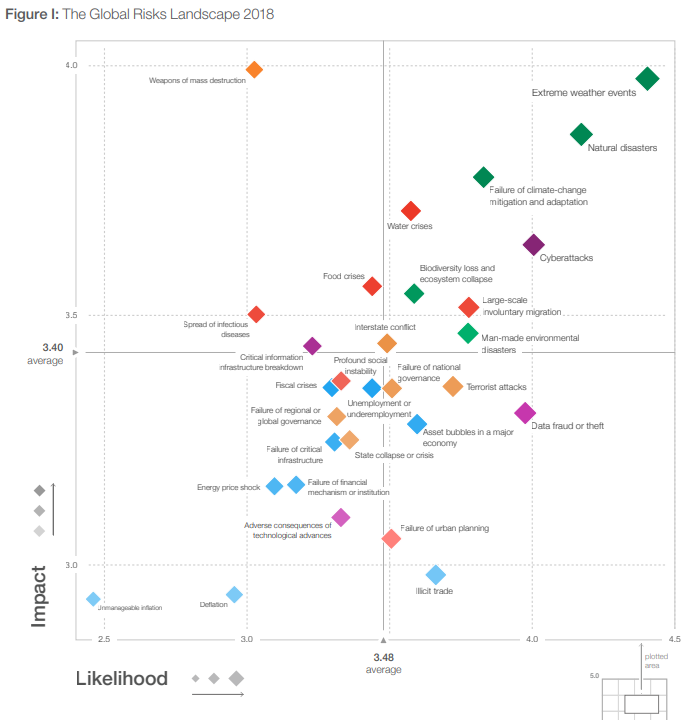 Figure I: The Global Risks Landscape 2018
4.0
Weapons of mass destruction
Extreme weather events
Natural disasters
Failure of climate-change
mitigation and adaptation
Water crises
Cyberattacks
Biodiversity loss and
ecosystem collapse
Food crises
Large-scale
involuntary migration
3.5
Spread of infectious
diseases
Interstate conflict
Man-made environmental
disasters
3.40
average
Critical information
infrastructure breakdown
Profound social
instability
Failure of national
governance
Fiscal crises
Terrorist attacks
Unemployment or
underemployment
Failure of regional or
global governance
Data fraud or theft
Asset bubbles in a major
economy
Failure of critical
infrastructure
State collapse or crisis
Energy price shock
Failure of financial
mechanism or institution
Adverse consequences of
technological advances
Failure of urban planning
3.0
Illicit trade
Unmanageable inflation
Deflation
Impact
2.5
3.0
4.0
4.5
3.48
average
plotted
area
5.0
Likelihood